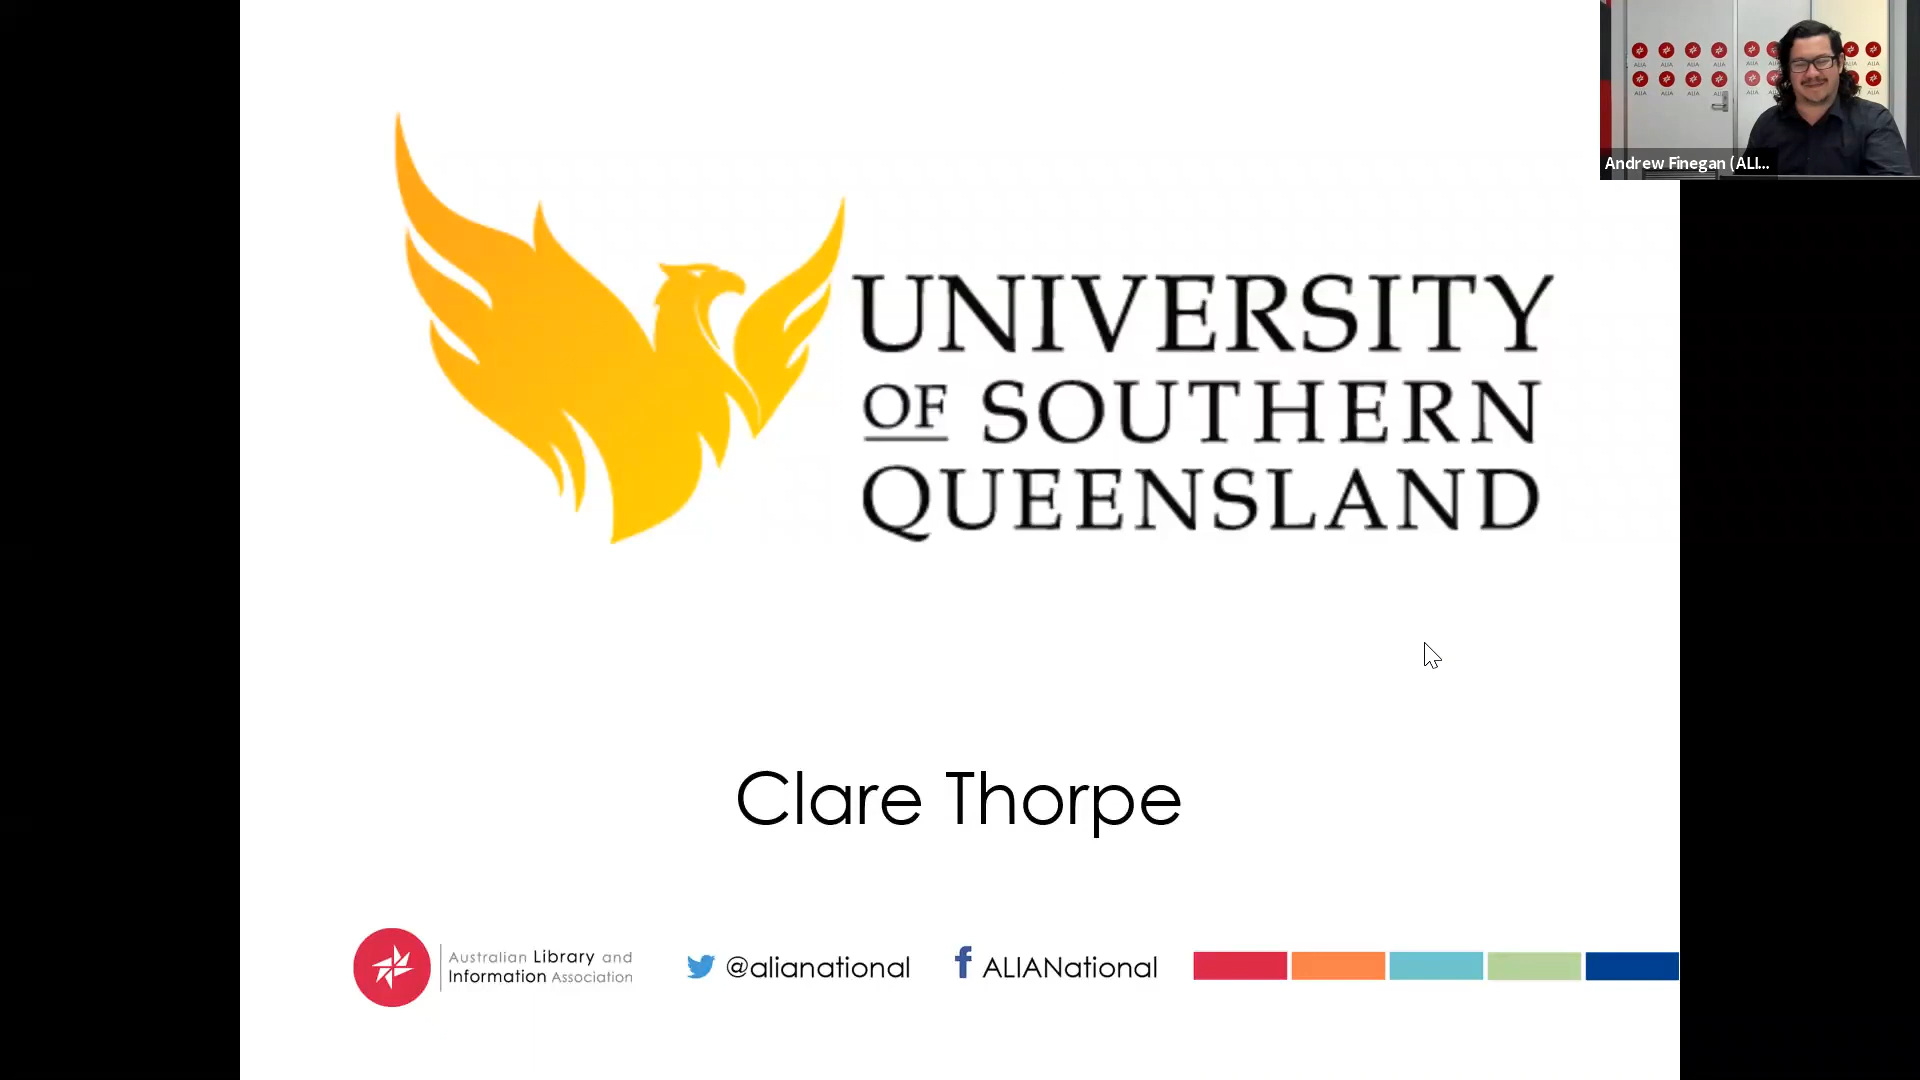 UNIVERSITY
OF SOUTHERN
QUEENSLAND
Andrew Finegan (ALI...
Clare Thorpe
Australian Library and
Information Association
@alianational
ALIANational